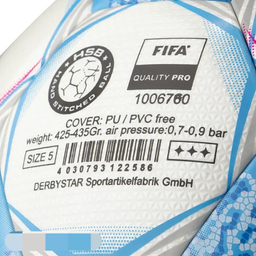 HSB
HAND STITCHED BALL
FIFA®
QUALITY PRO
1006760
COVER: PU / PVC free
weight: 425-435Gr. air pressure:0,7-0,9 bar
SIZE 5
4 030793 122586
DERBYSTAR Sportartikelfabrik GmbH